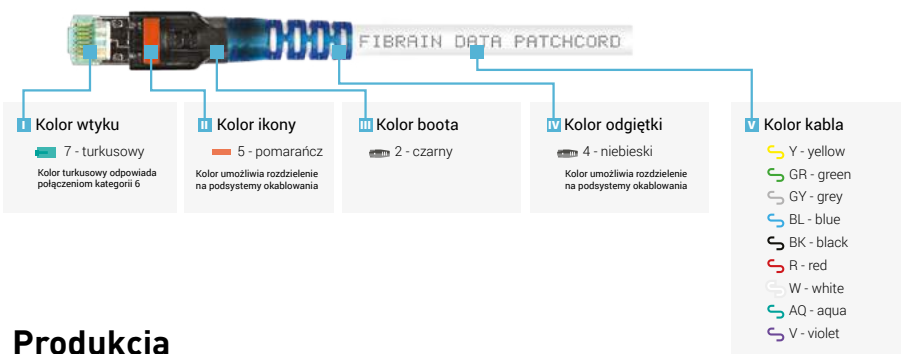 FIBRAIN DATA PATCHCORD
I Kolor wtyku
7 - turkusowy
Kolor turkusowy odpowiada
połączeniom kategorii 6
II Kolor ikony
5 - pomarańcz
Kolor umożliwia rozdzielenie
na podsystemy okablowania
III Kolor boota
2 - czarny
IV Kolor odgiętki
4 - niebieski
Kolor umożliwia rozdzielenie
na podsystemy okablowania
V Kolor kabla
Y - yellow
GR - green
GY - grey
BL - blue
BK - black
R - red
W - white
AQ - aqua
V - violet
Produkcja